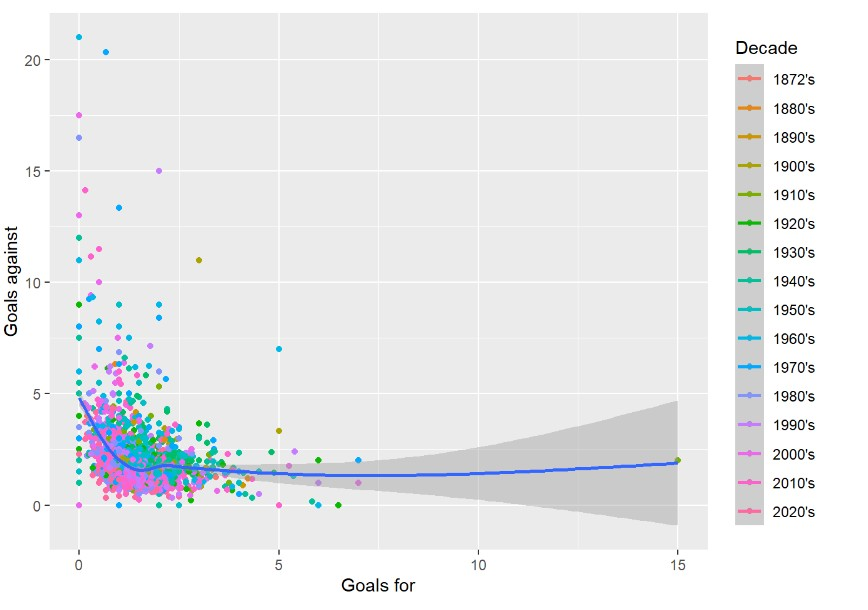 20
15
10
5
0
Goals against
0 5 10 15
Goals for
Decade
1872's
1880's
1890's
1900's
1910's
1920's
1930's
1940's
1950's
1960's
1970's
1980's
1990's
2000's
2010's
2020's